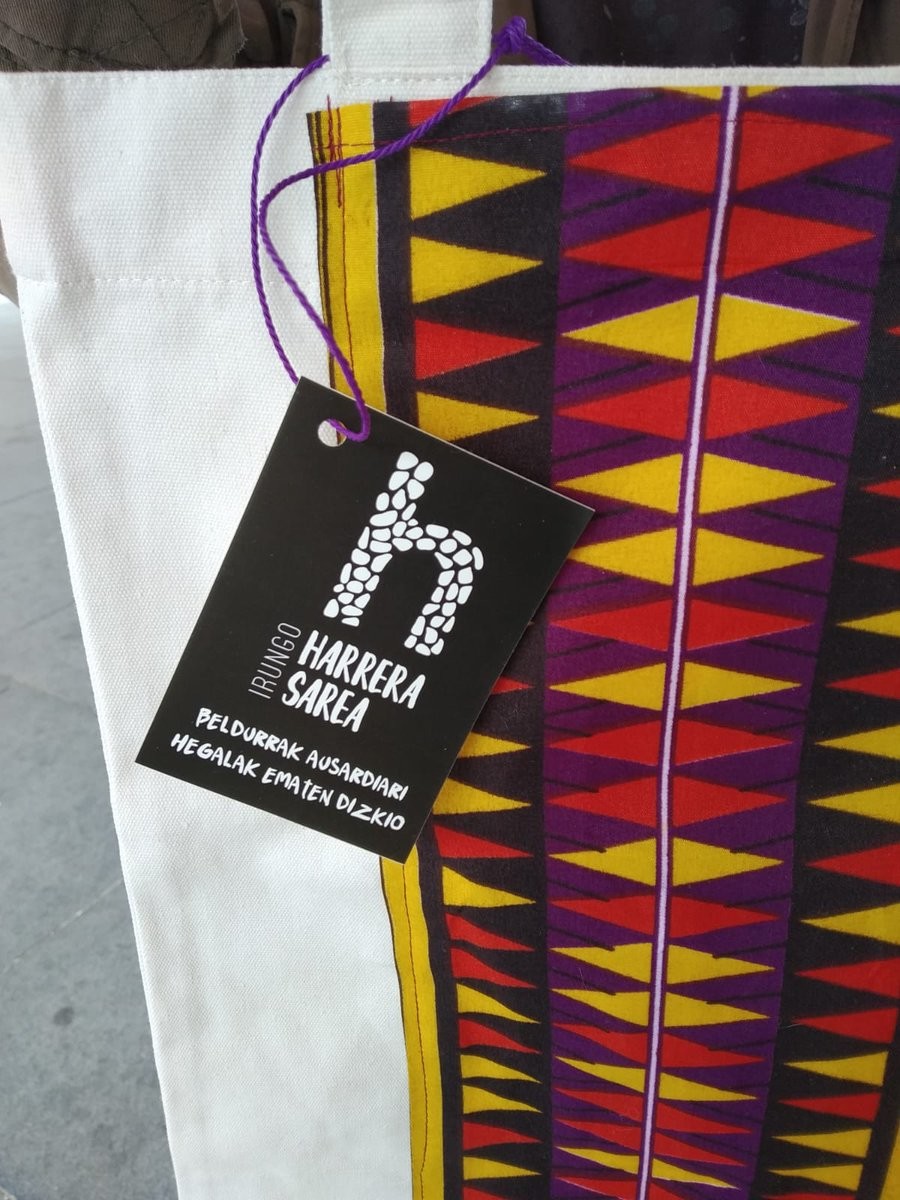 h
IRUNGO
HARRERA
SAREA
BELDURRAK AUSARDIARI
HEGALAK EMATEN DIZKIO